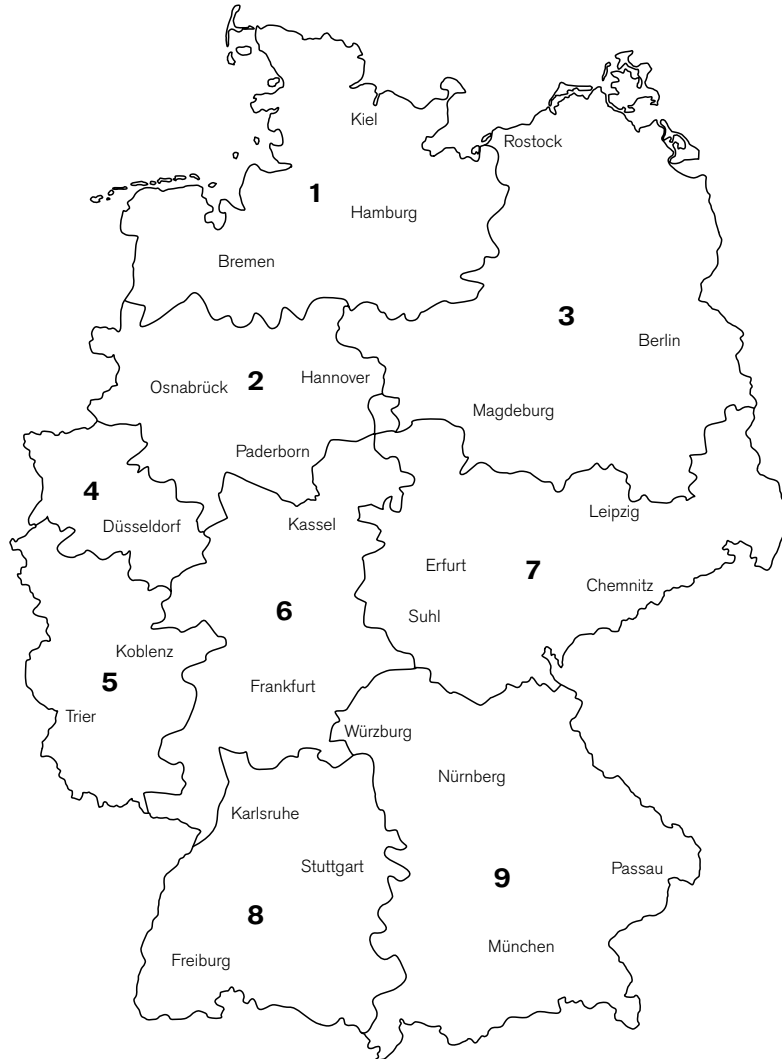 Kiel
Rostock
1
Hamburg
Bremen
3
Berlin
Hannover
Osnabrück
2
Magdeburg
Paderborn
4
Düsseldorf
Kassel
Leipzig
Erfurt
7
Chemnitz
6
Suhl
Koblenz
5
Frankfurt
Trier
Würzburg
Nürnberg
Karlsruhe
Stuttgart
Passau
9
8
München
Freiburg